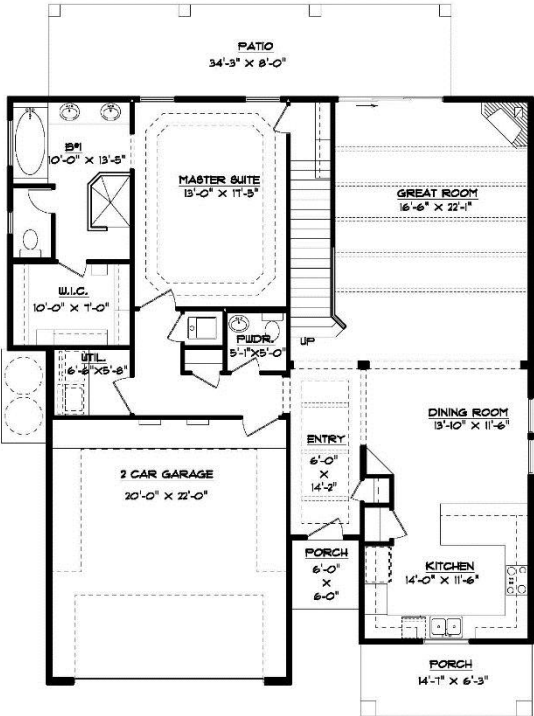 PATIO
34'-3" X 8'-0"
B#1
10'-0" X 13'-5"
MASTER SUITE
13'-0" X 17'-3"
GREAT ROOM
16'-6" X 22'-1"
W.I.C.
10'-0" X 7'-0"
PWDR.
5'-1"X5'-0"
UP
UTIL.
6'-6"X5'-8"
DINING ROOM
13'-10" X 11'-6"
ENTRY
6'-0"
X
14'-2"
2 CAR GARAGE
20'-0" X 22'-0"
PORCH
6'-0"
X
6'-0"
KITCHEN
14'-0" X 11'-6"
PORCH
14'-7" X 6'-3"